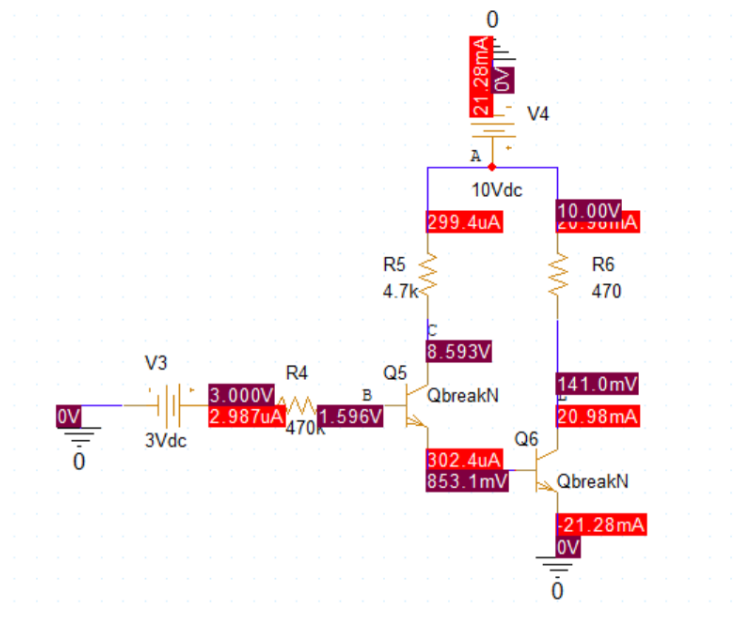 0
21.28mA
0V
V4
A
10Vdc
299.4uA
10.00V
20.98mA
R5
4.7k
R6
470
C
8.593V
V3
R4
Q5
141.0mV
3.000V
B
QbreakN
2.987uA
0V
470k
1.596V
20.98mA
3Vdc
0
Q6
302.4uA
853.1mV
QbreakN
-21.28mA
0V
0